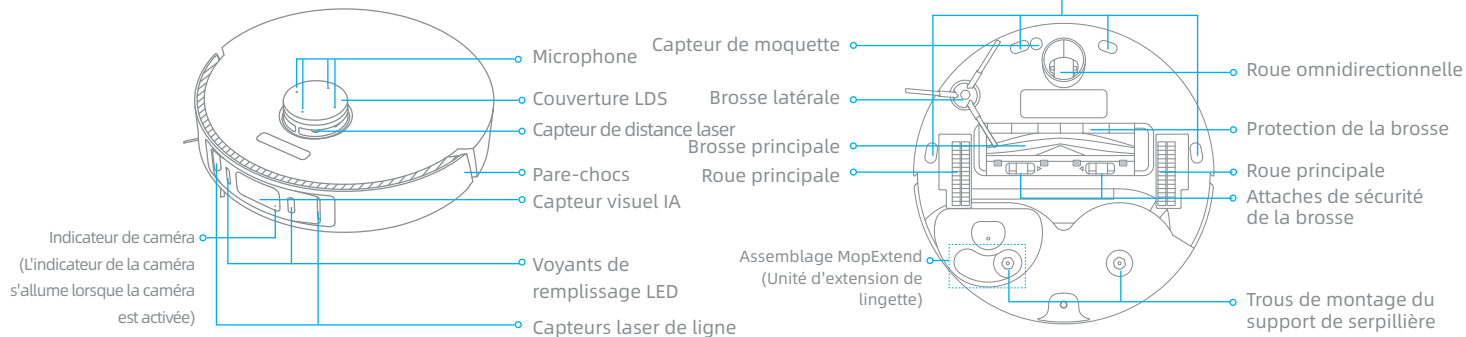 Microphone
Couverture LDS
Capteur de distance laser
Pare-chocs
Capteur visuel IA
Indicateur de caméra
(L'indicateur de la caméra
s'allume lorsque la caméra
est activée)
Voyants de
remplissage LED
Capteurs laser de ligne
Capteur de moquette
Brosse latérale
Brosse principale
Roue principale
Assemblage MopExtend
(Unité d'extension de
lingette)
Roue omnidirectionnelle
Protection de la brosse
Roue principale
Attaches de sécurité
de la brosse
Trous de montage du
support de serpillière